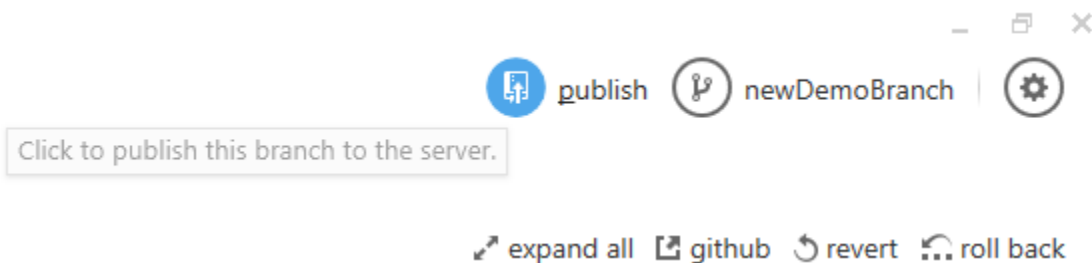 publish newDemoBranch
Click to publish this branch to the server.
expand all github revert roll back